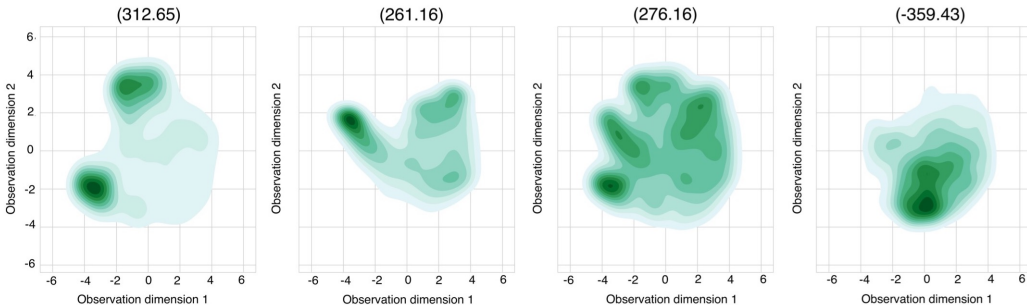 (312.65)
(261.16)
(276.16)
(-359.43)
6
4
2
0
-2
-4
-6
Observation dimension 2
Observation dimension 2
Observation dimension 2
Observation dimension 2
-6 -4 -2 0 2 4 6
-6 -4 -2 0 2 4 6
-6 -4 -2 0 2 4 6
-6 -4 -2 0 2 4 6
Observation dimension 1
Observation dimension 1
Observation dimension 1
Observation dimension 1